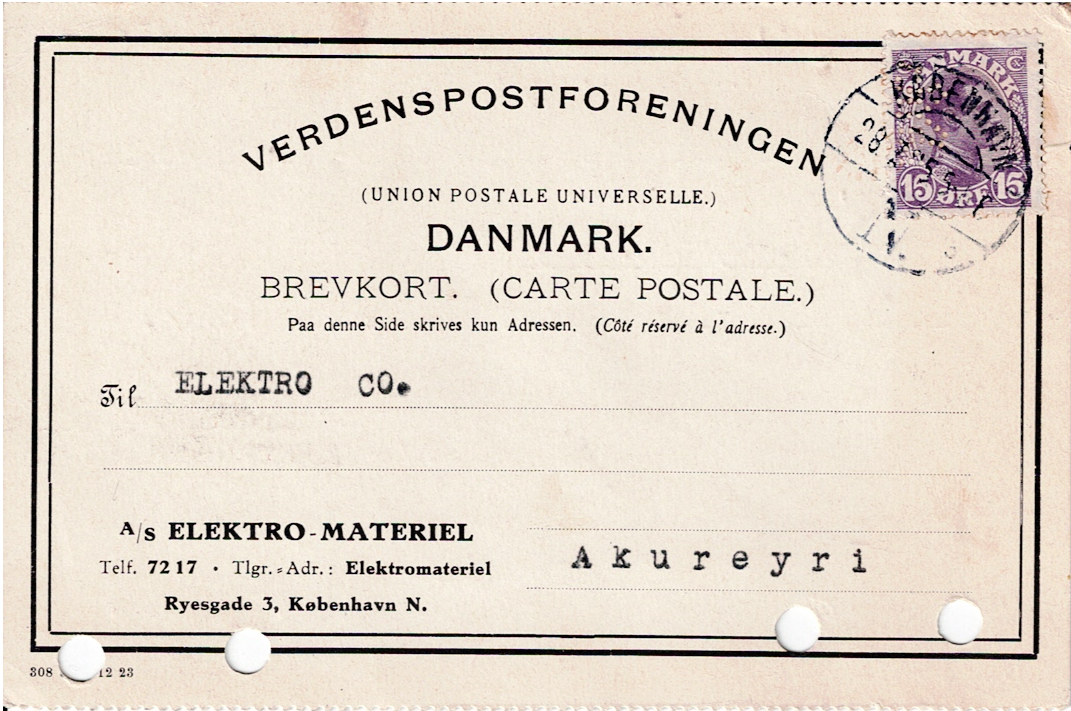 VERDENSPOSTFORENINGEN
(UNION POSTALE UNIVERSELLE.)
DANMARK.
BREVKORT. (CARTE POSTALE.)
Paa denne Side skrives kun Adressen. (Côté réservé à l'adresse.)
DANMARK
15 ØRE 15
KØBENHAVN
28
Til ELEKTRO CO.
A/s ELEKTRO-MATERIEL
Telf. 7217 · Tlgr.-Adr.: Elektromateriel
Ryesgade 3, København N.
Akureyri
308 12 23